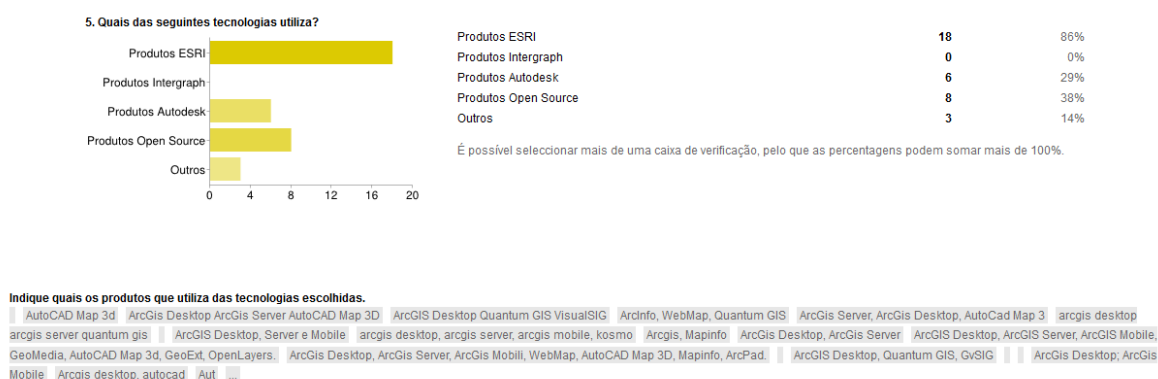 5. Quais das seguintes tecnologias utiliza?
Produtos ESRI
Produtos Intergraph
Produtos Autodesk
Produtos Open Source
Outros
0 4 8 12 16 20
Produtos ESRI 18 86%
Produtos Intergraph 0 0%
Produtos Autodesk 6 29%
Produtos Open Source 8 38%
Outros 3 14%
É possível seleccionar mais de uma caixa de verificação, pelo que as percentagens podem somar mais de 100%.
Indique quais os produtos que utiliza das tecnologias escolhidas.
AutoCAD Map 3d ArcGis Desktop ArcGis Server AutoCAD Map 3D ArcGIS Desktop Quantum GIS VisualSIG ArcInfo, WebMap, Quantum GIS ArcGis Server, ArcGis Desktop, AutoCad Map 3 arcgis desktop
arcgis server quantum gis ArcGIS Desktop, Server e Mobile arcgis desktop, arcgis server, arcgis mobile, kosmo Arcgis, Mapinfo ArcGis Desktop, ArcGis Server ArcGIS Desktop, ArcGIS Server, ArcGIS Mobile,
GeoMedia, AutoCAD Map 3d, GeoExt, OpenLayers. ArcGis Desktop, ArcGis Server, ArcGis Mobili, WebMap, AutoCAD Map 3D, Mapinfo, ArcPad. ArcGIS Desktop, Quantum GIS, GvSIG ArcGis Desktop; ArcGis
Mobile Arcgis desktop, autocad Aut ...